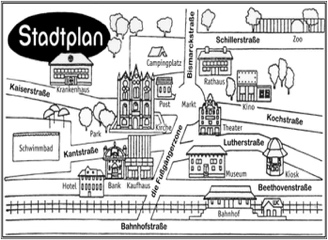 Stadtplan
Bismarckstraße
Schillerstraße
Zoo
Campingplatz
Kaiserstraße
Krankenhaus
Rathaus
Post
Markt
Kino
Kochstraße
Park
Kirche
Theater
Schwimmbad
Kantstraße
die Fußgängerzone
Lutherstraße
Hotel
Bank
Kaufhaus
Museum
Kiosk
Beethovenstraße
Bahnhof
Bahnhofstraße